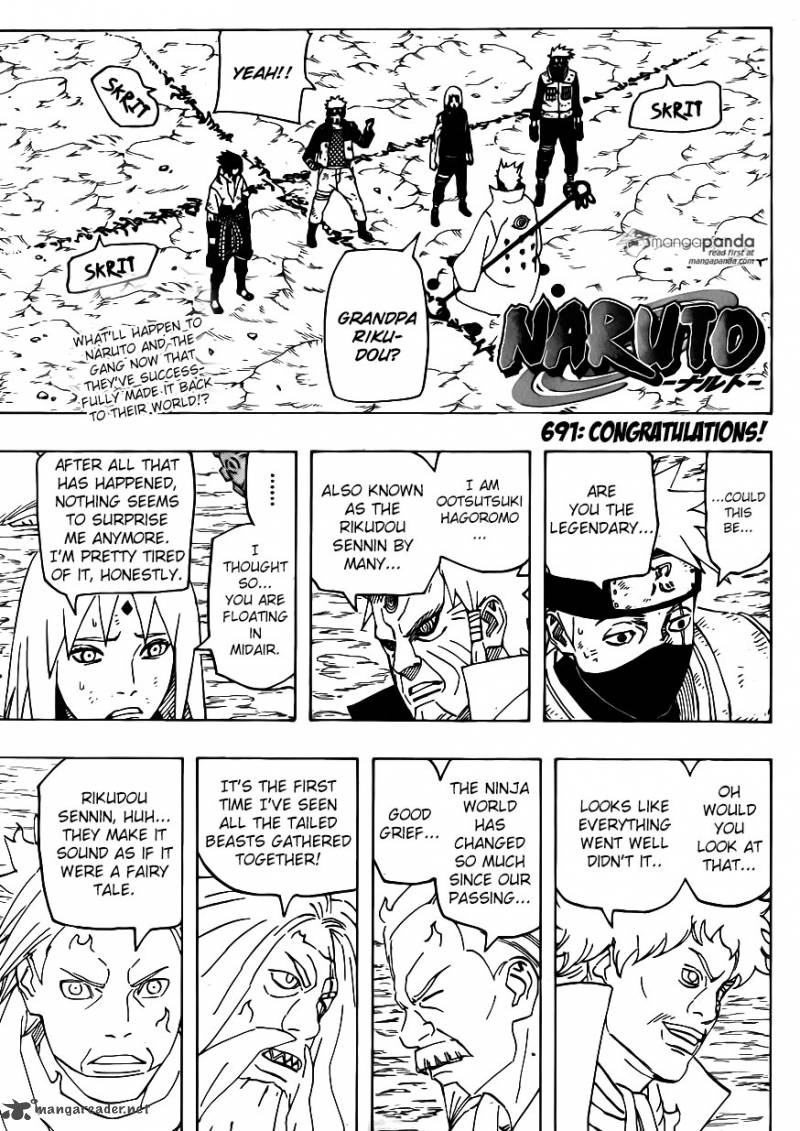 YEAH!!
SKRIT
SKRIT
SKRIT
GRANDPA
RIKU-
DOU?
mangapanda
read first at
mangapanda.com
NARUTO
-ナルト-
WHAT'LL HAPPEN TO
NARUTO AND THE
GANG NOW THAT
THEY'VE SUCCESS-
FULLY MADE IT BACK
TO THEIR WORLD!?
691: CONGRATULATIONS!
...COULD
THIS
BE...
ARE
YOU THE
LEGENDARY...
I AM
OOTSUTSUKI
HAGOROMO
...
ALSO KNOWN
AS THE
RIKUDOU
SENNIN BY
MANY...
........
I
THOUGHT
SO...
YOU ARE
FLOATING
IN
MIDAIR.
AFTER ALL THAT
HAS HAPPENED,
NOTHING SEEMS
TO SURPRISE
ME ANYMORE.
I'M PRETTY TIRED
OF IT, HONESTLY.
OH
WOULD
YOU
LOOK AT
THAT...
LOOKS LIKE
EVERYTHING
WENT WELL
DIDN'T IT..
THE NINJA
WORLD
HAS
CHANGED
SO MUCH
SINCE OUR
PASSING...
GOOD
GRIEF...
IT'S THE FIRST
TIME I'VE SEEN
ALL THE TAILED
BEASTS GATHERED
TOGETHER!
RIKUDOU
SENNIN, HUH...
THEY MAKE IT
SOUND AS IF IT
WERE A FAIRY
TALE.
mangareader.net